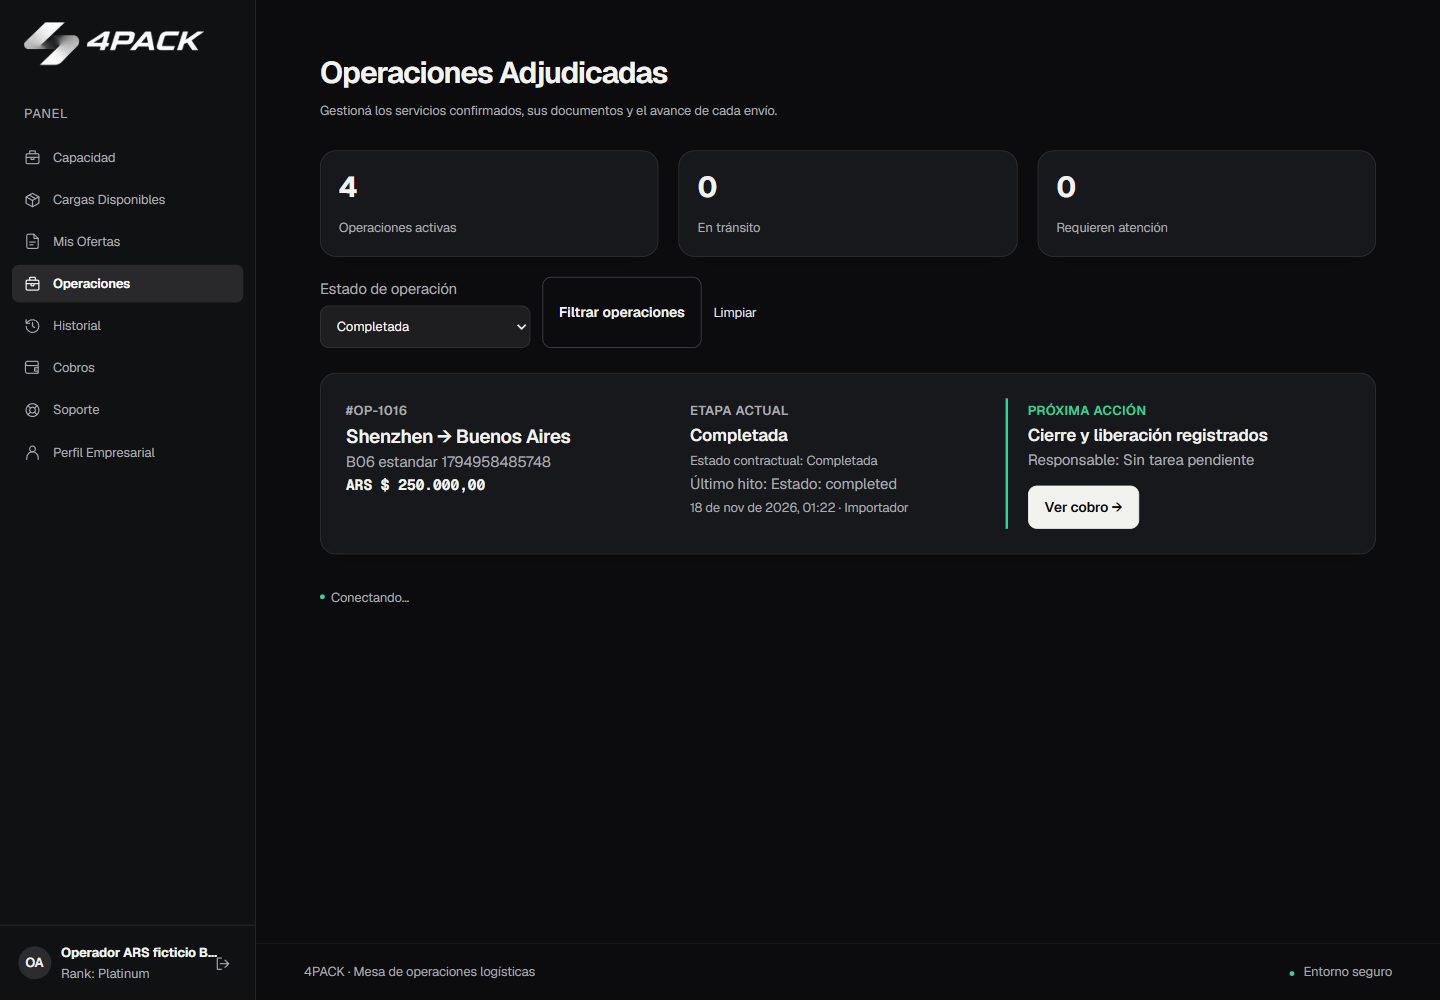 4PACK
PANEL
Capacidad
Cargas Disponibles
Mis Ofertas
Operaciones
Historial
Cobros
Soporte
Perfil Empresarial
OA
Operador ARS ficticio B...
Rank: Platinum
Operaciones Adjudicadas
Gestioná los servicios confirmados, sus documentos y el avance de cada envío.
4
Operaciones activas
0
En tránsito
0
Requieren atención
Estado de operación
Completada
Filtrar operaciones
Limpiar
#OP-1016
Shenzhen → Buenos Aires
B06 estandar 1794958485748
ARS $ 250.000,00
ETAPA ACTUAL
Completada
Estado contractual: Completada
Último hito: Estado: completed
18 de nov de 2026, 01:22 · Importador
PRÓXIMA ACCIÓN
Cierre y liberación registrados
Responsable: Sin tarea pendiente
Ver cobro →
Conectando...
4PACK · Mesa de operaciones logísticas
Entorno seguro